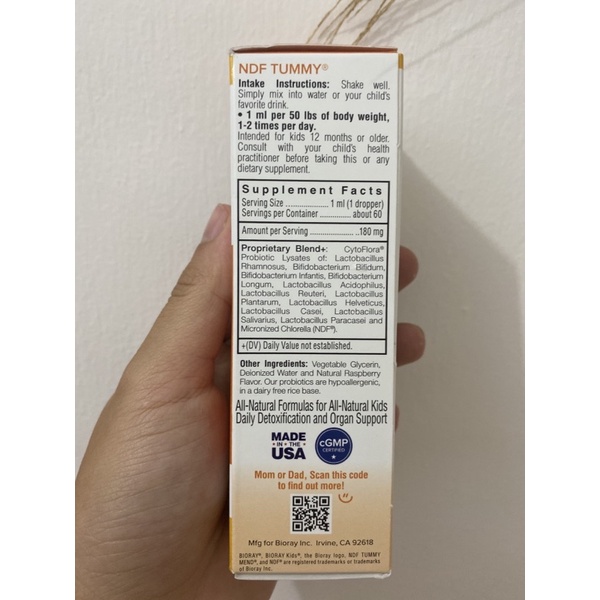 NDF TUMMY®
Intake Instructions: Shake well.
Simply mix into water or your child's
favorite drink.
• 1 ml per 50 lbs of body weight,
1-2 times per day.
Intended for kids 12 months or older.
Consult with your child's health
practitioner before taking this or any
dietary supplement.
Supplement Facts
Serving Size .................... 1 ml (1 dropper)
Servings per Container ........... about 60
Amount per Serving ................ ..180 mg
Proprietary Blend+: CytoFlora®
Probiotic Lysates of: Lactobacillus
Rhamnosus, Bifidobacterium Bifidum,
Bifidobacterium Infantis, Bifidobacterium
Longum, Lactobacillus Acidophilus,
Lactobacillus Reuteri, Lactobacillus
Plantarum, Lactobacillus Helveticus,
Lactobacillus Casei, Lactobacillus
Salivarius, Lactobacillus Paracasei and
Micronized Chlorella (NDF®).
+(DV) Daily Value not established.
Other Ingredients: Vegetable Glycerin,
Deionized Water and Natural Raspberry
Flavor. Our probiotics are hypoallergenic,
in a dairy free rice base.
All-Natural Formulas for All-Natural Kids
Daily Detoxification and Organ Support
MADE
IN THE
USA
cGMP
CERTIFIED
Mom or Dad, Scan this code
to find out more!
Mfg for Bioray Inc. Irvine, CA 92618
BIORAY®, BIORAY Kids®, the Bioray logo, NDF TUMMY
MEND®, and NDF® are registered trademarks or trademarks
of Bioray Inc.